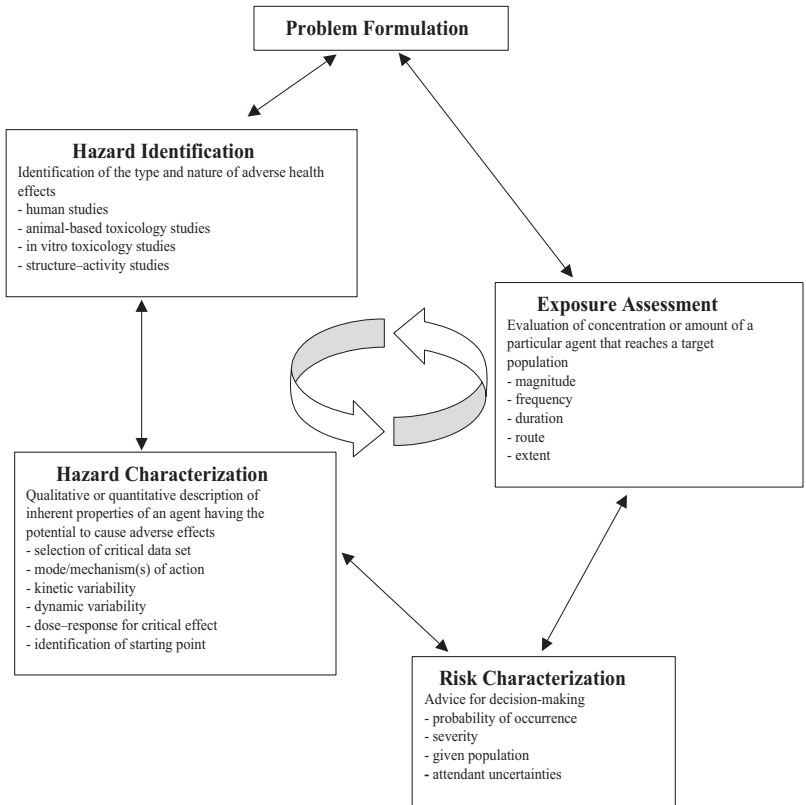 Problem Formulation
Hazard Identification
Identification of the type and nature of adverse health
effects
- human studies
- animal-based toxicology studies
- in vitro toxicology studies
- structure–activity studies
Exposure Assessment
Evaluation of concentration or amount of a
particular agent that reaches a target
population
- magnitude
- frequency
- duration
- route
- extent
Hazard Characterization
Qualitative or quantitative description of
inherent properties of an agent having the
potential to cause adverse effects
- selection of critical data set
- mode/mechanism(s) of action
- kinetic variability
- dynamic variability
- dose–response for critical effect
- identification of starting point
Risk Characterization
Advice for decision-making
- probability of occurrence
- severity
- given population
- attendant uncertainties